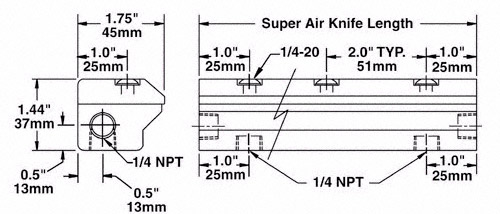 1.75"
45mm
Super Air Knife Length
1.0"
25mm
1.0"
25mm
1/4-20
2.0" TYP.
51mm
1.0"
25mm
1.44"
37mm
1/4 NPT
1.0"
25mm
1/4 NPT
1.0"
25mm
0.5"
13mm
0.5"
13mm